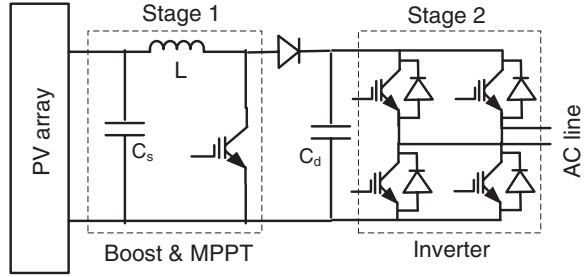 Stage 1
Stage 2
PV array
L
Cs
Cd
AC line
Boost & MPPT
Inverter